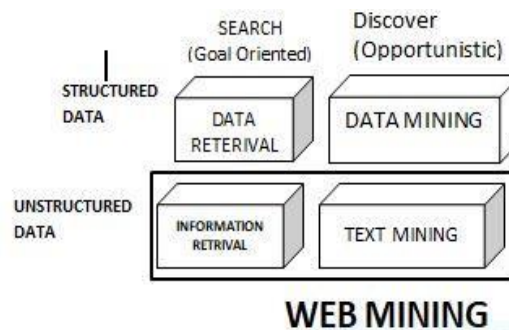 SEARCH
(Goal Oriented)
Discover
(Opportunistic)
STRUCTURED
DATA
DATA
RETERIVAL
DATA MINING
UNSTRUCTURED
DATA
INFORMATION
RETRIVAL
TEXT MINING
WEB MINING